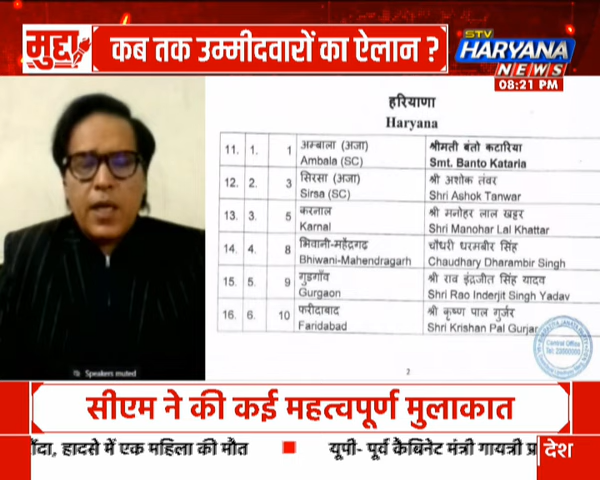 मुद्दा
कब तक उम्मीदवारों का ऐलान ?
STV
HARYANA
NEWS
08:21 PM
हरियाणा
Haryana
11. 1. 1 अम्बाला (अजा) श्रीमती बंतो कटारिया
Ambala (SC) Smt. Banto Kataria
12. 2. 3 सिरसा (अजा) श्री अशोक तंवर
Sirsa (SC) Shri Ashok Tanwar
13. 3. 5 करनाल श्री मनोहर लाल खट्टर
Karnal Shri Manohar Lal Khattar
14. 4. 8 भिवानी-महेंद्रगढ़ चौधरी धरमबीर सिंह
Bhiwani-Mahendragarh Chaudhary Dharambir Singh
15. 5. 9 गुड़गाँव श्री राव इंद्रजीत सिंह यादव
Gurgaon Shri Rao Inderjit Singh Yadav
16. 6. 10 फरीदाबाद श्री कृष्ण पाल गुर्जर
Faridabad Shri Krishan Pal Gurjar
Central Office
2
Speakers muted
सीएम ने की कई महत्वपूर्ण मुलाकात
ौंदा, हादसे में एक महिला की मौत
यूपी- पूर्व कैबिनेट मंत्री गायत्री प्र
देश